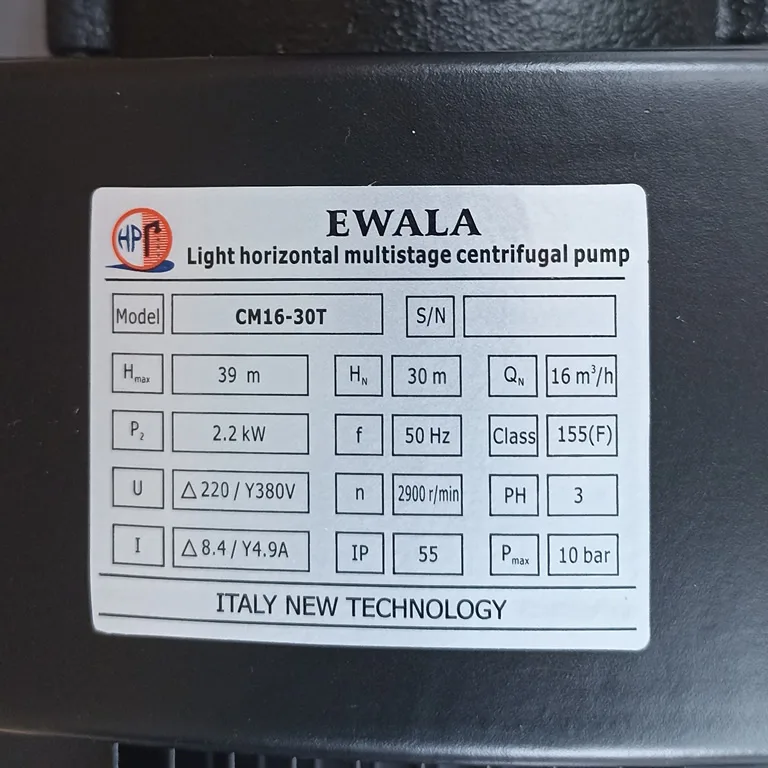 HP
EWALA
Light horizontal multistage centrifugal pump
Model CM16-30T S/N
Hmax 39 m HN 30 m QN 16 m³/h
P₂ 2.2 kW f 50 Hz Class 155(F)
U △220 / Y380V n 2900 r/min PH 3
I △8.4 / Y4.9A IP 55 Pmax 10 bar
ITALY NEW TECHNOLOGY